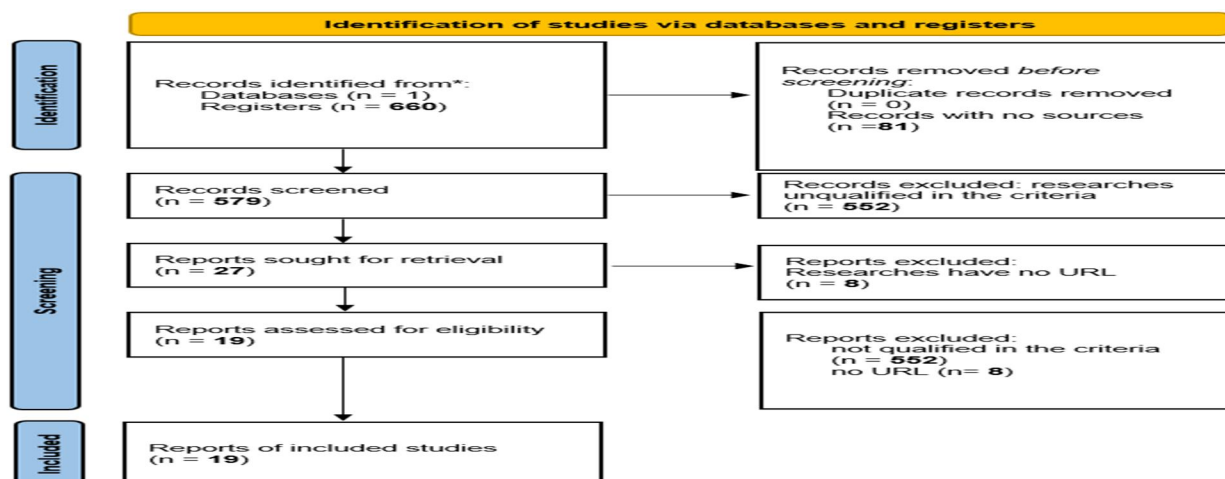 Identification of studies via databases and registers
Identification
Records identified from*:
Databases (n = 1)
Registers (n = 660)
Records removed before
screening:
Duplicate records removed
(n = 0)
Records with no sources
(n =81)
Screening
Records screened
(n = 579)
Records excluded: researches
unqualified in the criteria
(n = 552)
Reports sought for retrieval
(n = 27)
Reports excluded:
Researches have no URL
(n = 8)
Reports assessed for eligibility
(n = 19)
Reports excluded:
not qualified in the criteria
(n = 552)
no URL (n= 8)
Included
Reports of included studies
(n = 19)